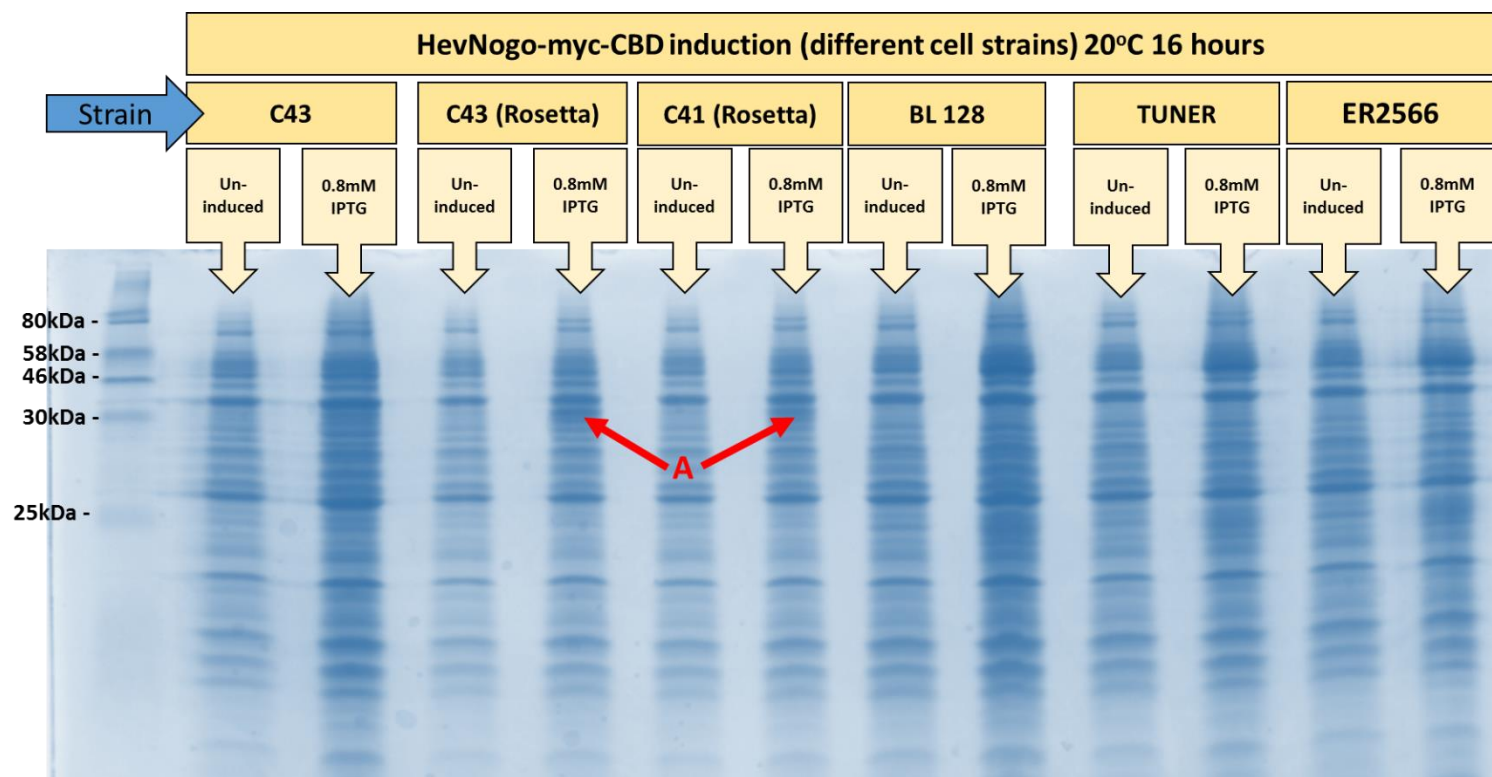 HevNogo-myc-CBD induction (different cell strains) 20°C 16 hours
Strain
C43
C43 (Rosetta)
C41 (Rosetta)
BL 128
TUNER
ER2566
Un-
induced
0.8mM
IPTG
Un-
induced
0.8mM
IPTG
Un-
induced
0.8mM
IPTG
Un-
induced
0.8mM
IPTG
Un-
induced
0.8mM
IPTG
Un-
induced
0.8mM
IPTG
80kDa -
58kDa -
46kDa -
30kDa -
A
25kDa -